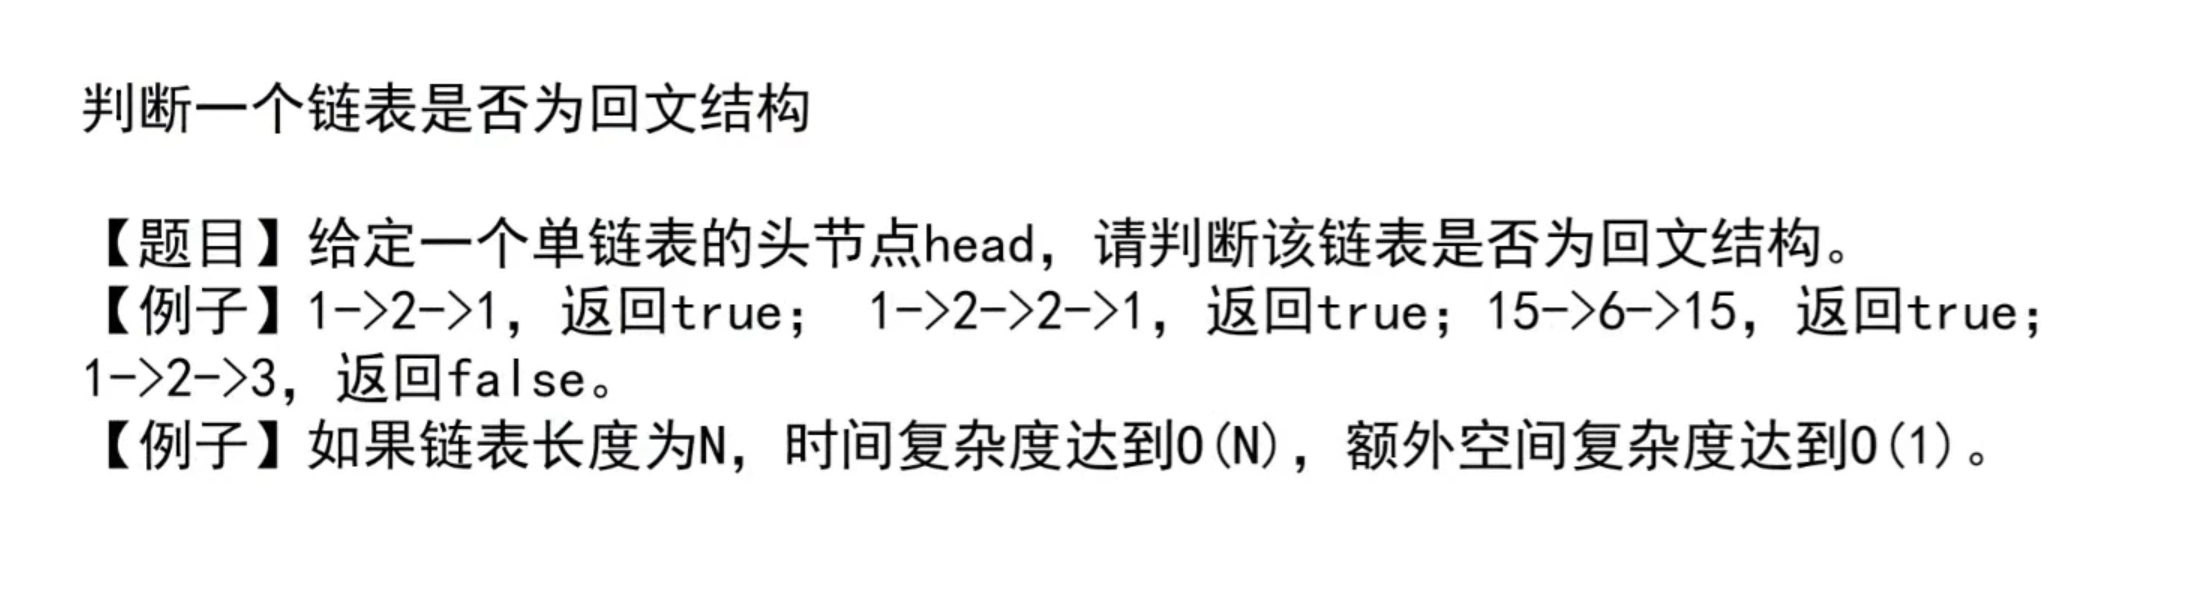 判断一个链表是否为回文结构
【题目】给定一个单链表的头节点head，请判断该链表是否为回文结构。
【例子】1->2->1，返回true； 1->2->2->1，返回true；15->6->15，返回true；
1->2->3，返回false。
【例子】如果链表长度为N，时间复杂度达到O(N)，额外空间复杂度达到O(1)。